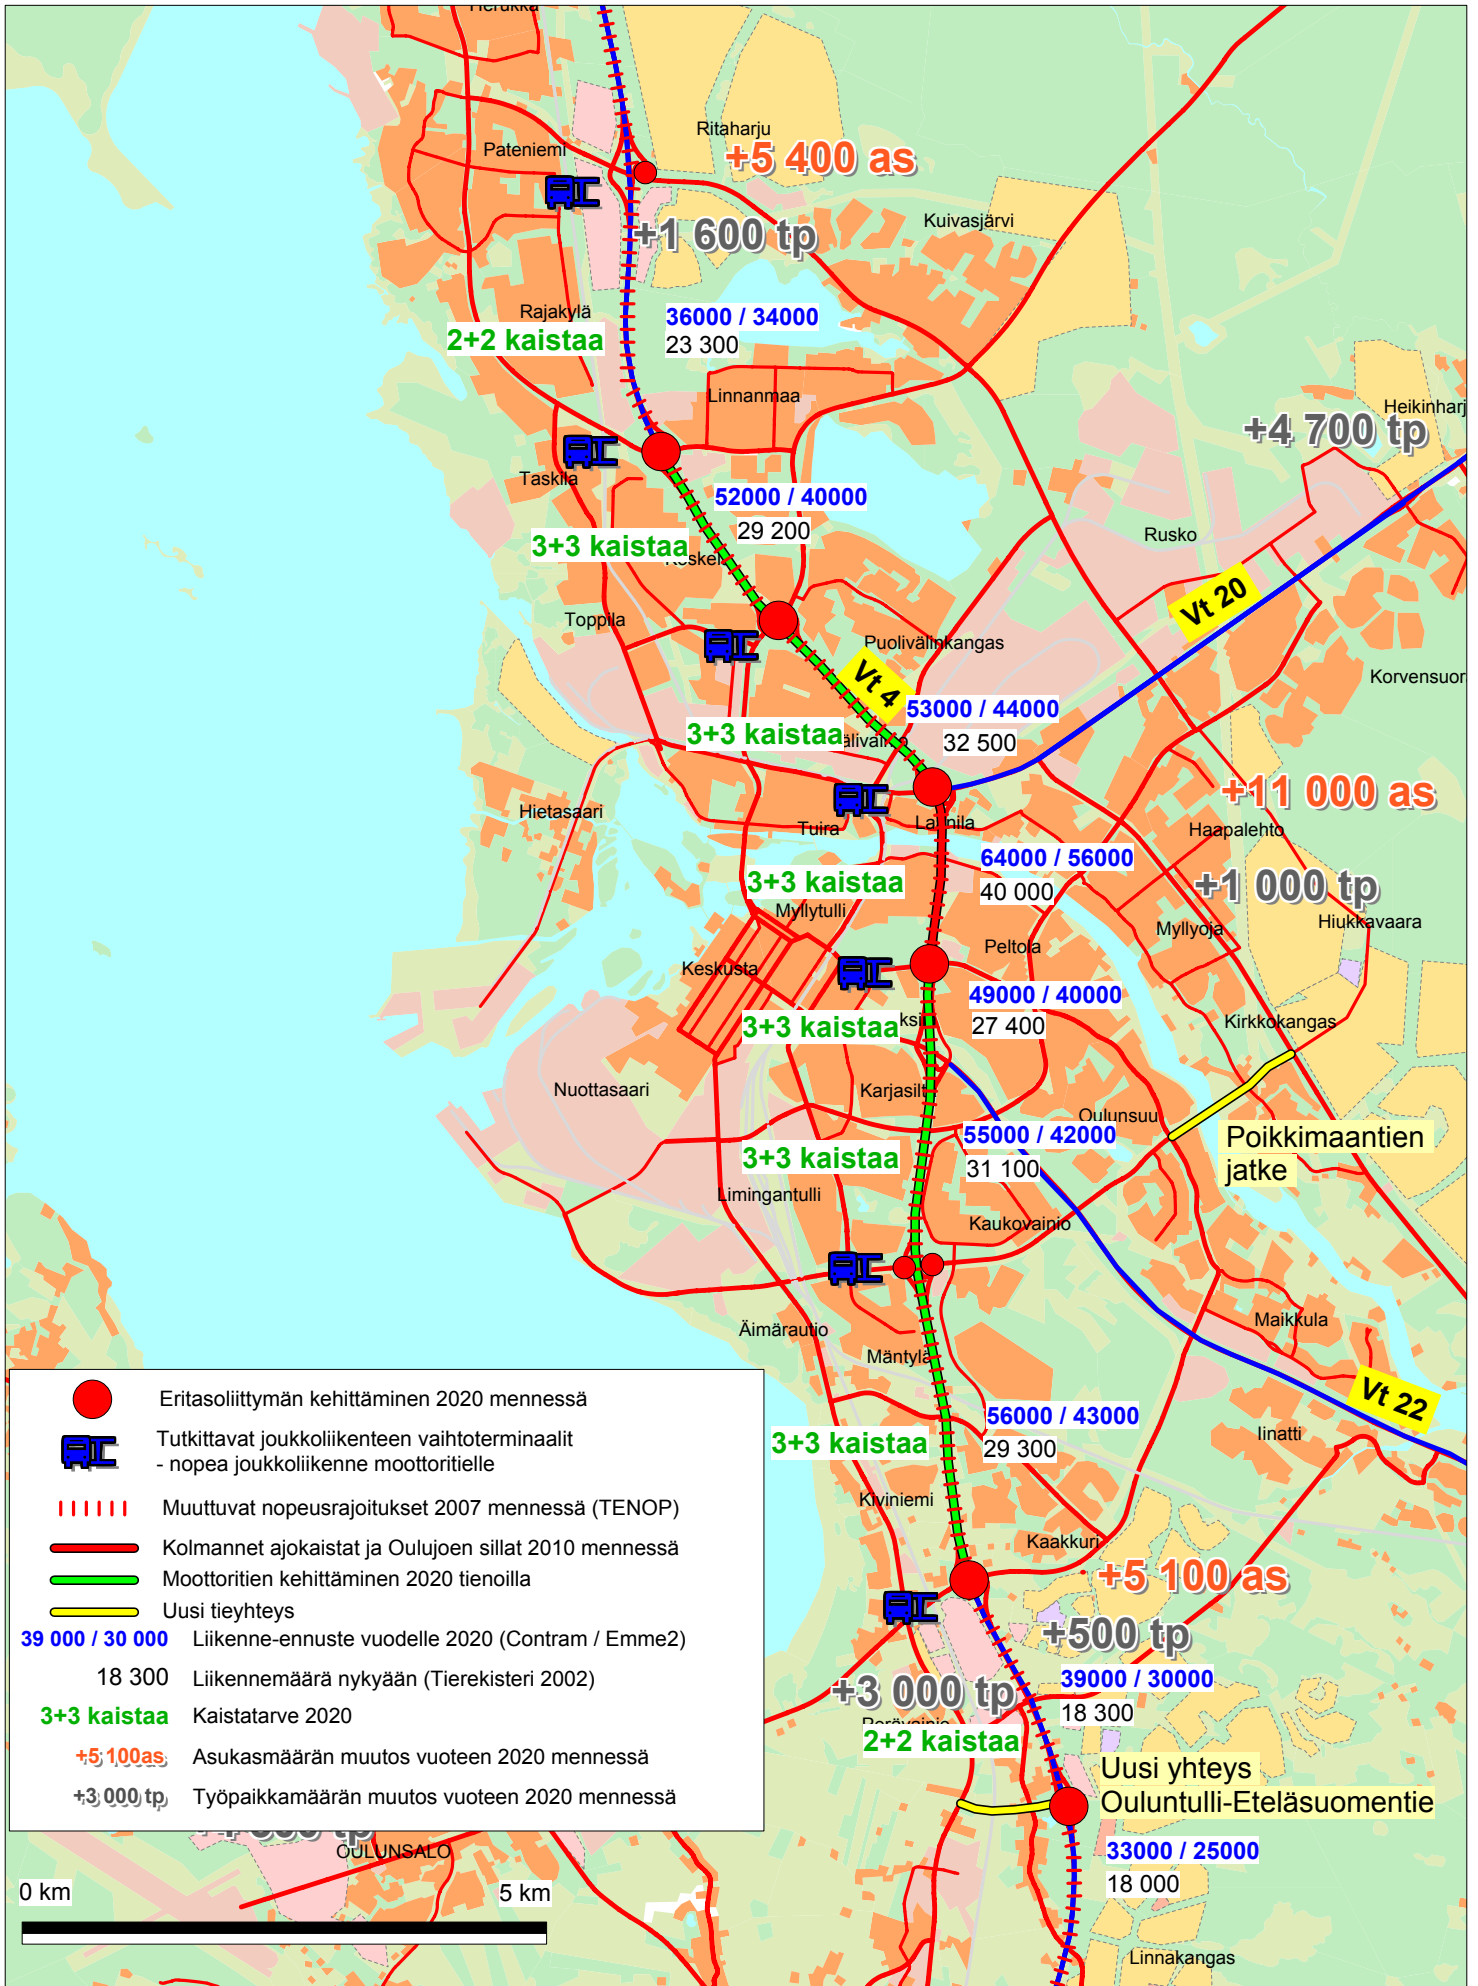 Herukka
Ritaharju
Pateniemi
+5 400 as
Kuivasjärvi
+1 600 tp
Rajakylä
36000 / 34000
2+2 kaistaa
23 300
Linnanmaa
Heikinharj
+4 700 tp
Taskila
52000 / 40000
29 200
Rusko
3+3 kaistaa
Vt 20
Toppila
Puolivälinkangas
Vt 4
Korvensuor
53000 / 44000
3+3 kaistaa
32 500
+11 000 as
Hietasaari
Tuira
Laanila
Haapalehto
64000 / 56000
3+3 kaistaa
40 000
+1 000 tp
Myllytulli
Hiukkavaara
Myllyoja
Peltola
Keskusta
49000 / 40000
3+3 kaistaa
27 400
Kirkkokangas
Nuottasaari
Karjasilta
Oulunsuu
55000 / 42000
Poikkimaantien
jatke
3+3 kaistaa
31 100
Limingantulli
Kaukovainio
Äimärautio
Maikkula
Mäntylä
Vt 22
56000 / 43000
3+3 kaistaa
29 300
Iinatti
Kiviniemi
Kaakkuri
+5 100 as
+500 tp
+3 000 tp
39000 / 30000
18 300
2+2 kaistaa
Uusi yhteys
Ouluntulli-Eteläsuomentie
33000 / 25000
18 000
Linnakangas
Eritasoliittymän kehittäminen 2020 mennessä
Tutkittavat joukkoliikenteen vaihtoterminaalit
- nopea joukkoliikenne moottoritielle
Muuttuvat nopeusrajoitukset 2007 mennessä (TENOP)
Kolmannet ajokaistat ja Oulujoen sillat 2010 mennessä
Moottoritien kehittäminen 2020 tienoilla
Uusi tieyhteys
39 000 / 30 000 Liikenne-ennuste vuodelle 2020 (Contram / Emme2)
18 300 Liikennemäärä nykyään (Tierekisteri 2002)
3+3 kaistaa Kaistatarve 2020
+5 100as Asukasmäärän muutos vuoteen 2020 mennessä
+3 000 tp Työpaikkamäärän muutos vuoteen 2020 mennessä
OULUNSALO
0 km 5 km